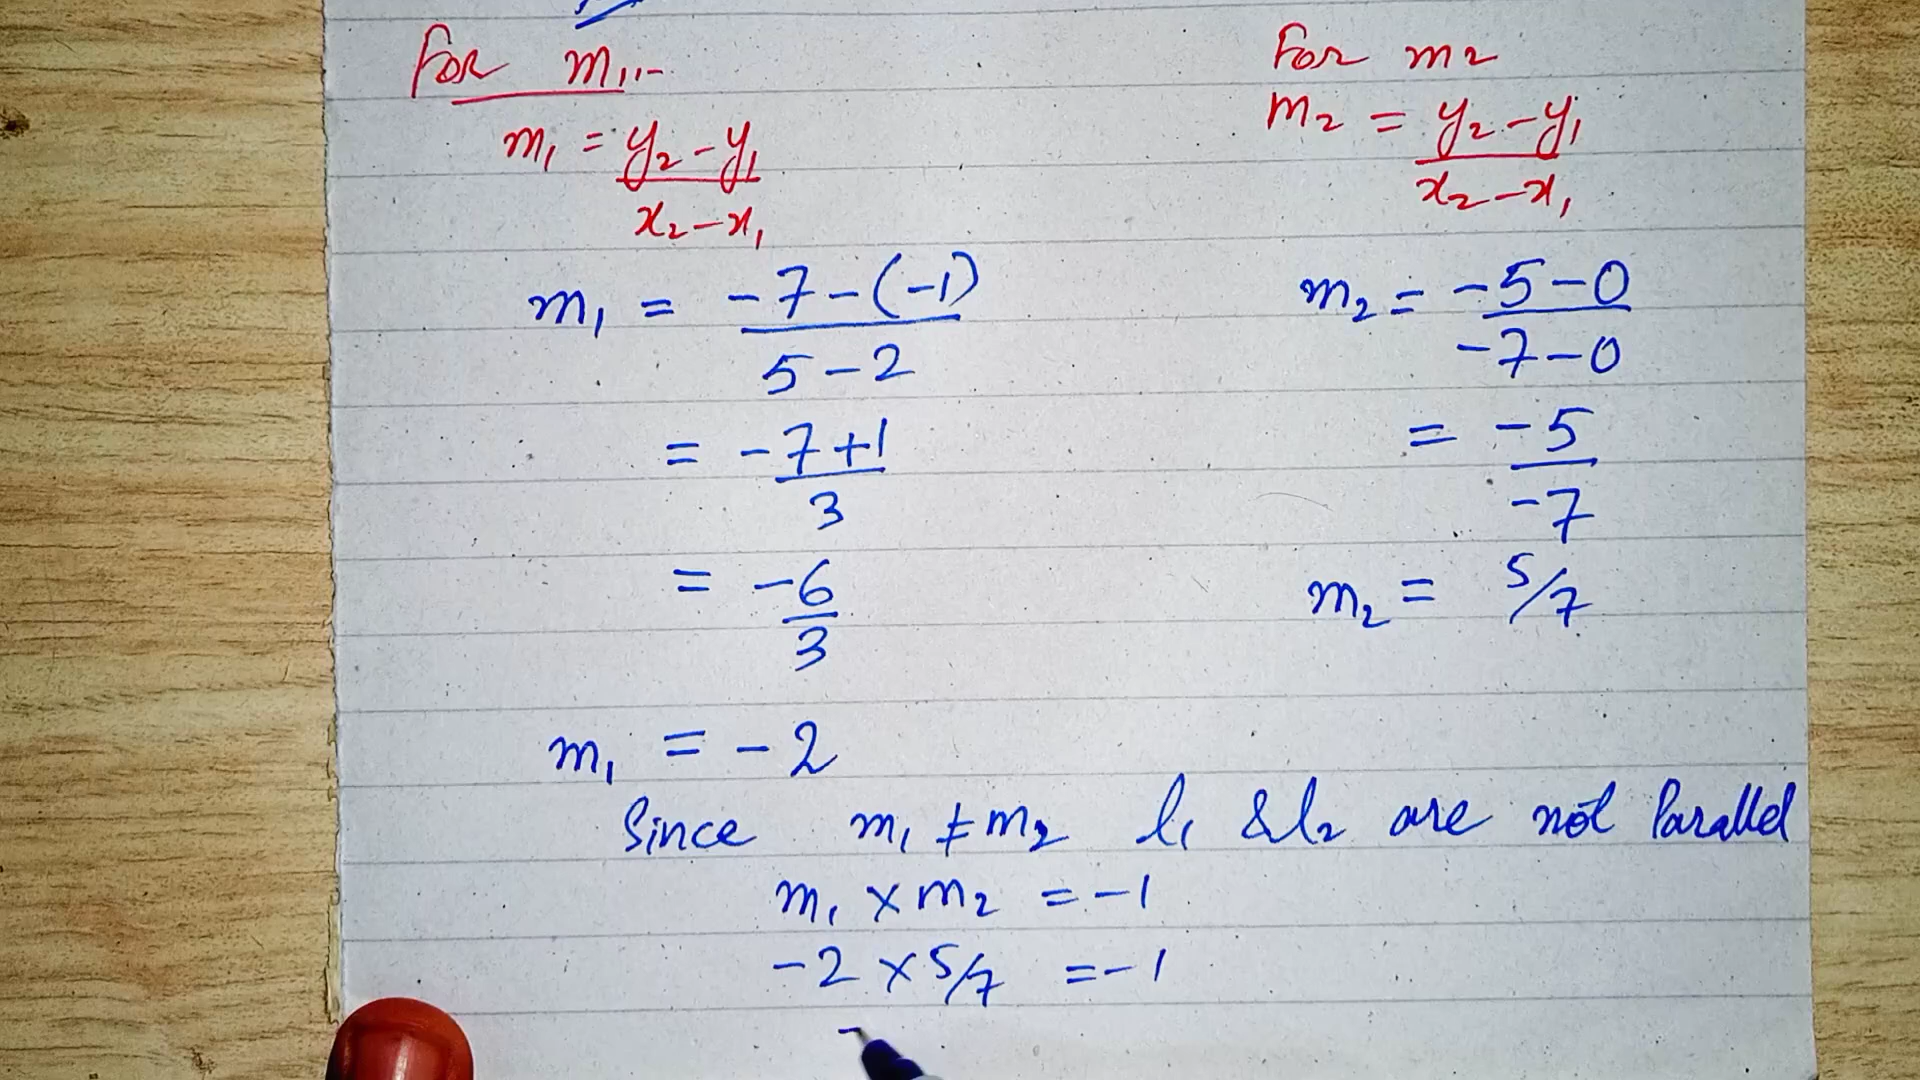 For m₁,-
m₁ = y₂-y₁
x₂-x₁
m₁ = -7-(-1)
5-2
= -7+1
3
= -6
3
m₁ = -2
For m₂
m₂ = y₂-y₁
x₂-x₁
m₂ = -5-0
-7-0
= -5
-7
m₂ = 5/7
Since m₁ ≠ m₂ l₁ & l₂ are not Parallel
m₁ × m₂ = -1
-2 × 5/7 = -1
-